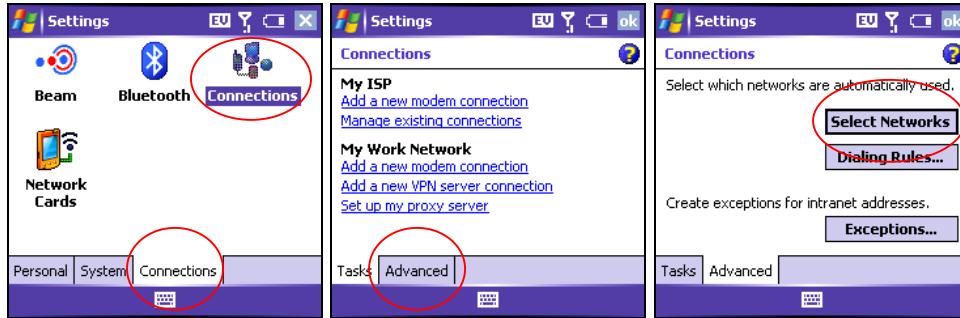 Settings
EV
Beam
Bluetooth
Connections
Network
Cards
Personal
System
Connections
Settings
EV
ok
Connections
?
My ISP
Add a new modem connection
Manage existing connections
My Work Network
Add a new modem connection
Add a new VPN server connection
Set up my proxy server
Tasks
Advanced
Settings
EV
ok
Connections
?
Select which networks are automatically used.
Select Networks
Dialing Rules...
Create exceptions for intranet addresses.
Exceptions...
Tasks
Advanced